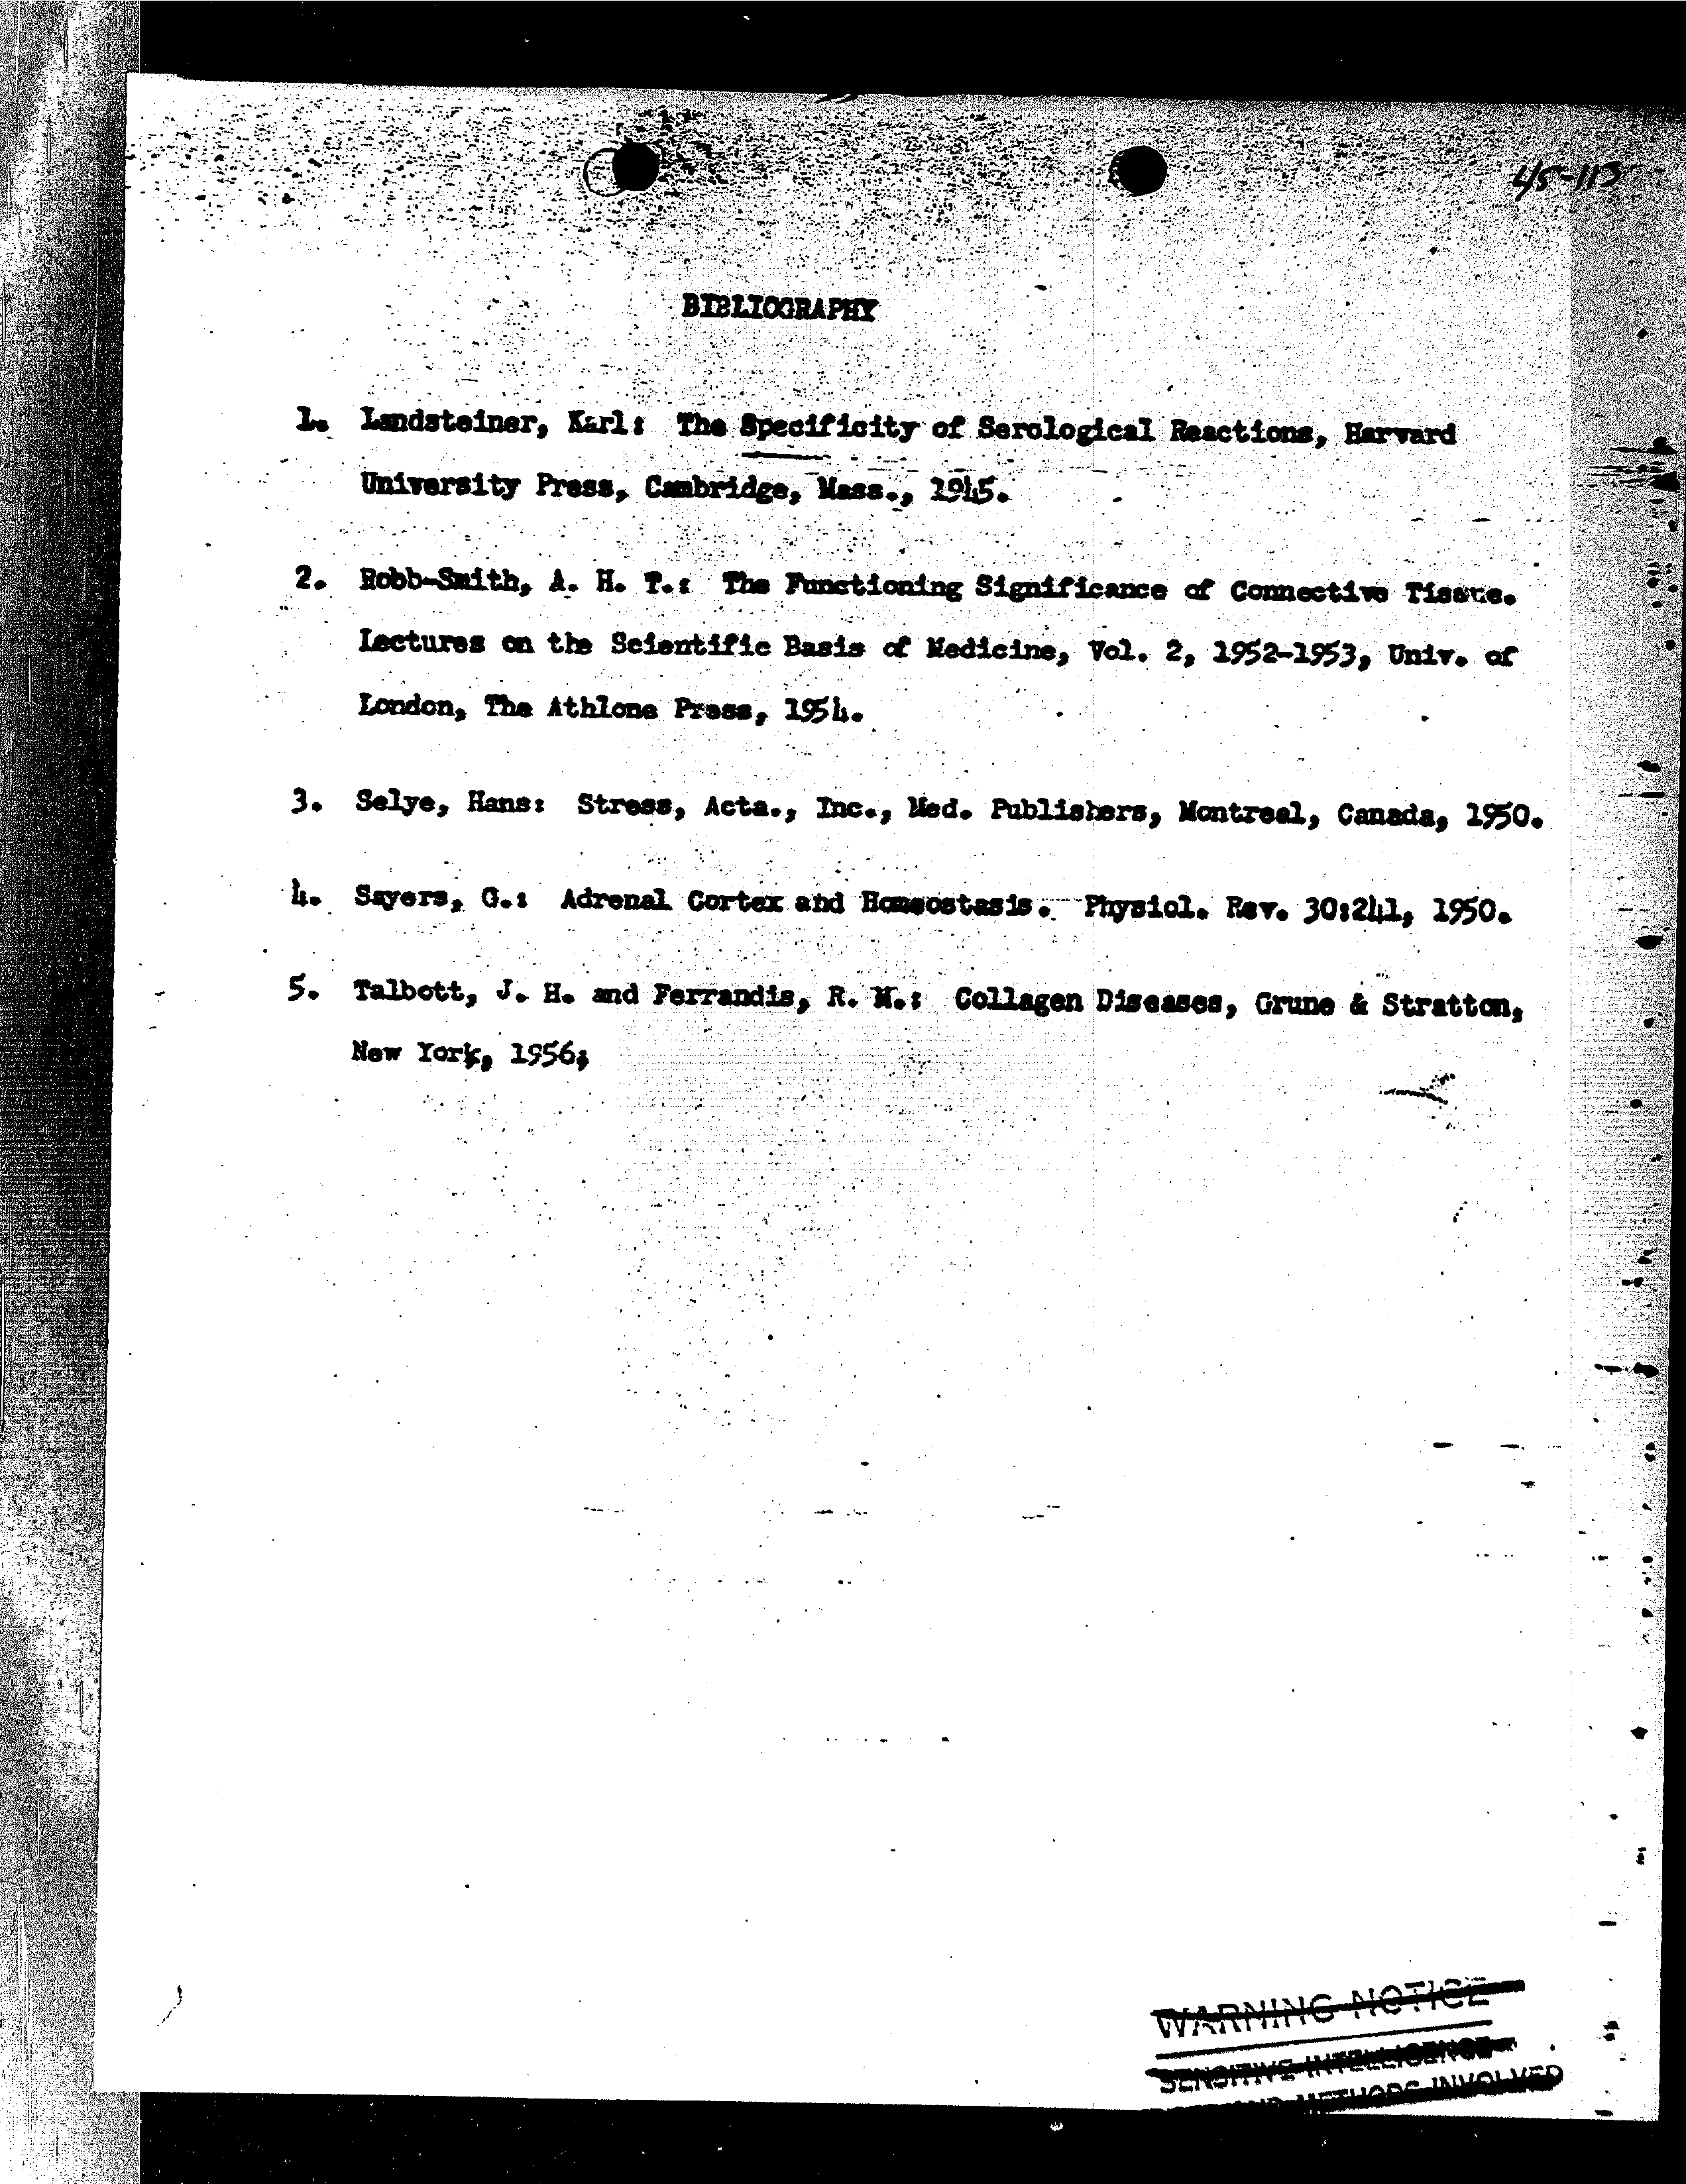 45-113
BIBLIOGRAPHY
1. Landsteiner, Karl: The Specificity of Serological Reactions, Harvard
University Press, Cambridge, Mass., 1945.
2. Robb-Smith, A. H. T.: The Functioning Significance of Connective Tissue.
Lectures on the Scientific Basis of Medicine, Vol. 2, 1952-1953, Univ. of
London, The Athlone Press, 1954.
3. Selye, Hans: Stress, Acta., Inc., Med. Publishers, Montreal, Canada, 1950.
4. Sayers, G.: Adrenal Cortex and Homeostasis. Physiol. Rev. 30:241, 1950.
5. Talbott, J. H. and Ferrandis, R. M.: Collagen Diseases, Grune & Stratton,
New York, 1956;
WARNING NOTICE
SENSITIVE INTELLIGENCE
AND METHODS INVOLVED